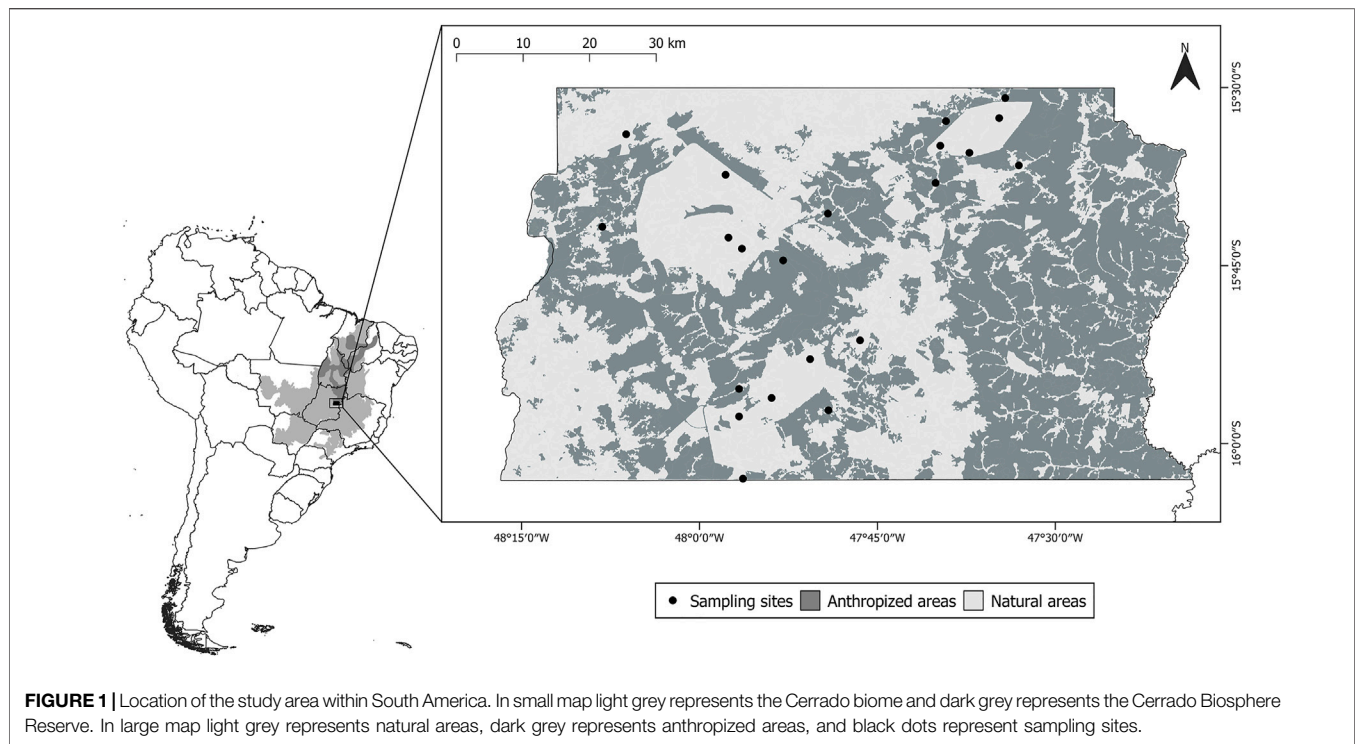 0 10 20 30 km
N
15°30'0"S
15°45'0"S
16°0'0"S
48°15'0"W 48°0'0"W 47°45'0"W 47°30'0"W
Sampling sites Anthropized areas Natural areas
FIGURE 1 | Location of the study area within South America. In small map light grey represents the Cerrado biome and dark grey represents the Cerrado Biosphere
Reserve. In large map light grey represents natural areas, dark grey represents anthropized areas, and black dots represent sampling sites.